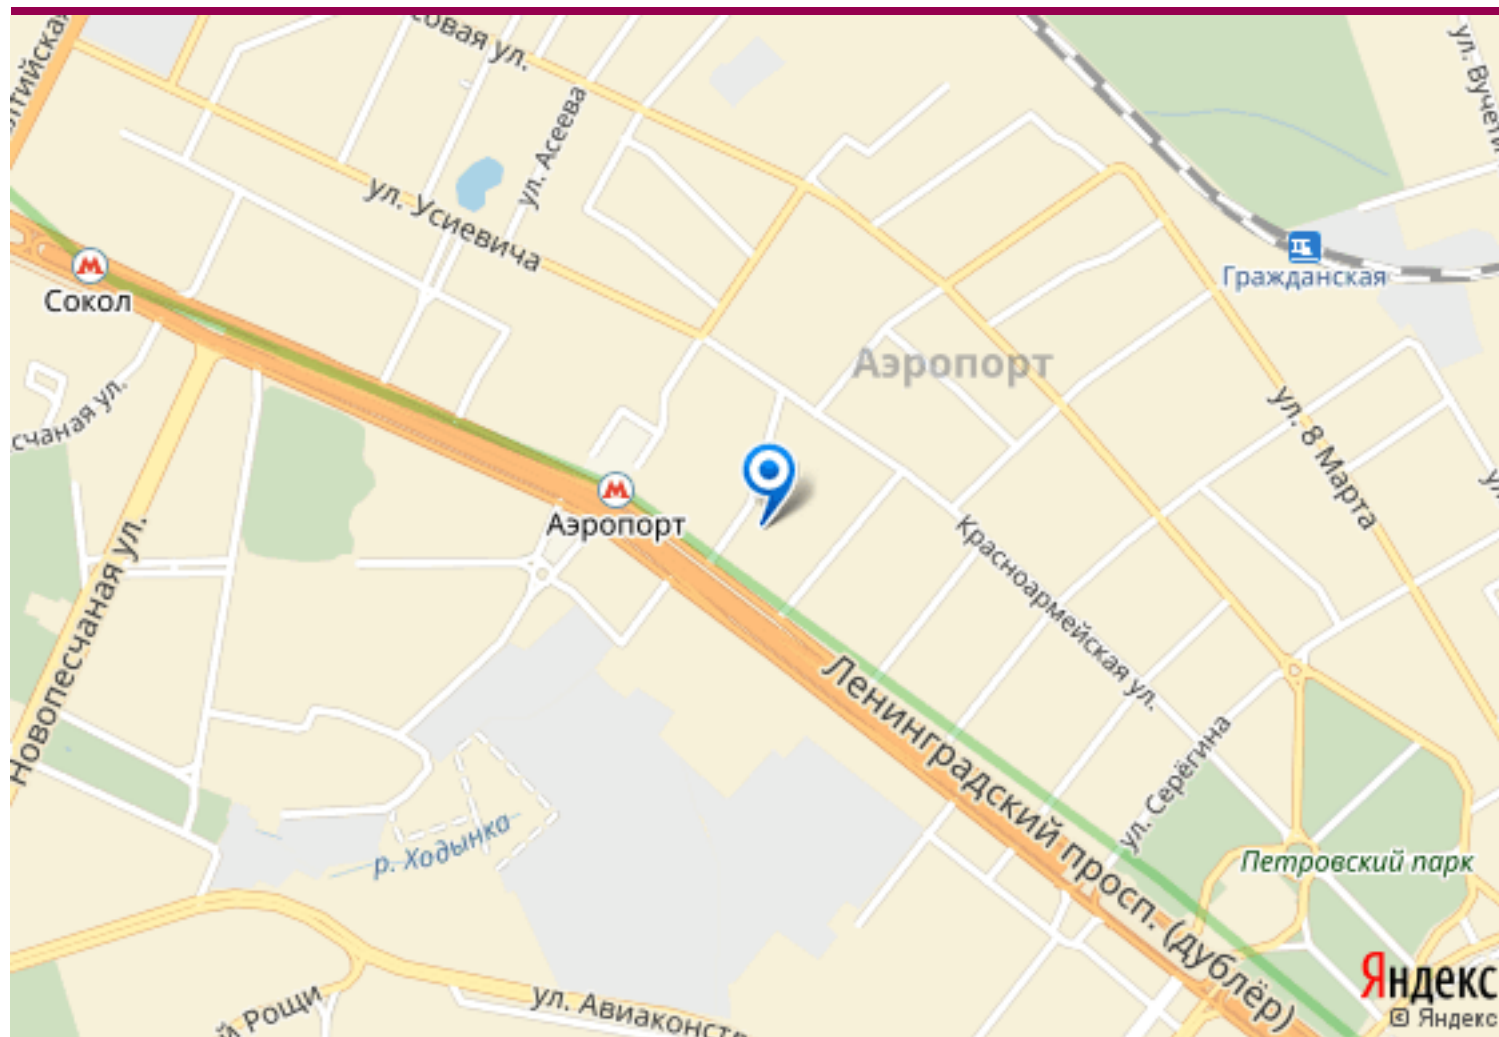 ул. Асеева
ул. Усиевича
Сокол
Гражданская
Аэропорт
ул. 8 Марта
Аэропорт
Новопесчаная ул.
Красноармейская ул.
Ленинградский просп. (дублёр)
ул. Серёгина
р. Ходынка
Петровский парк
Яндекс
© Яндекс